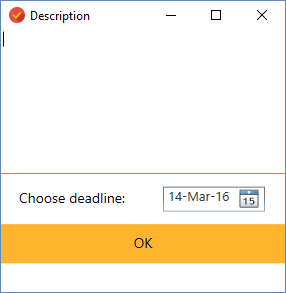 Description
Choose deadline:
14-Mar-16
15
OK